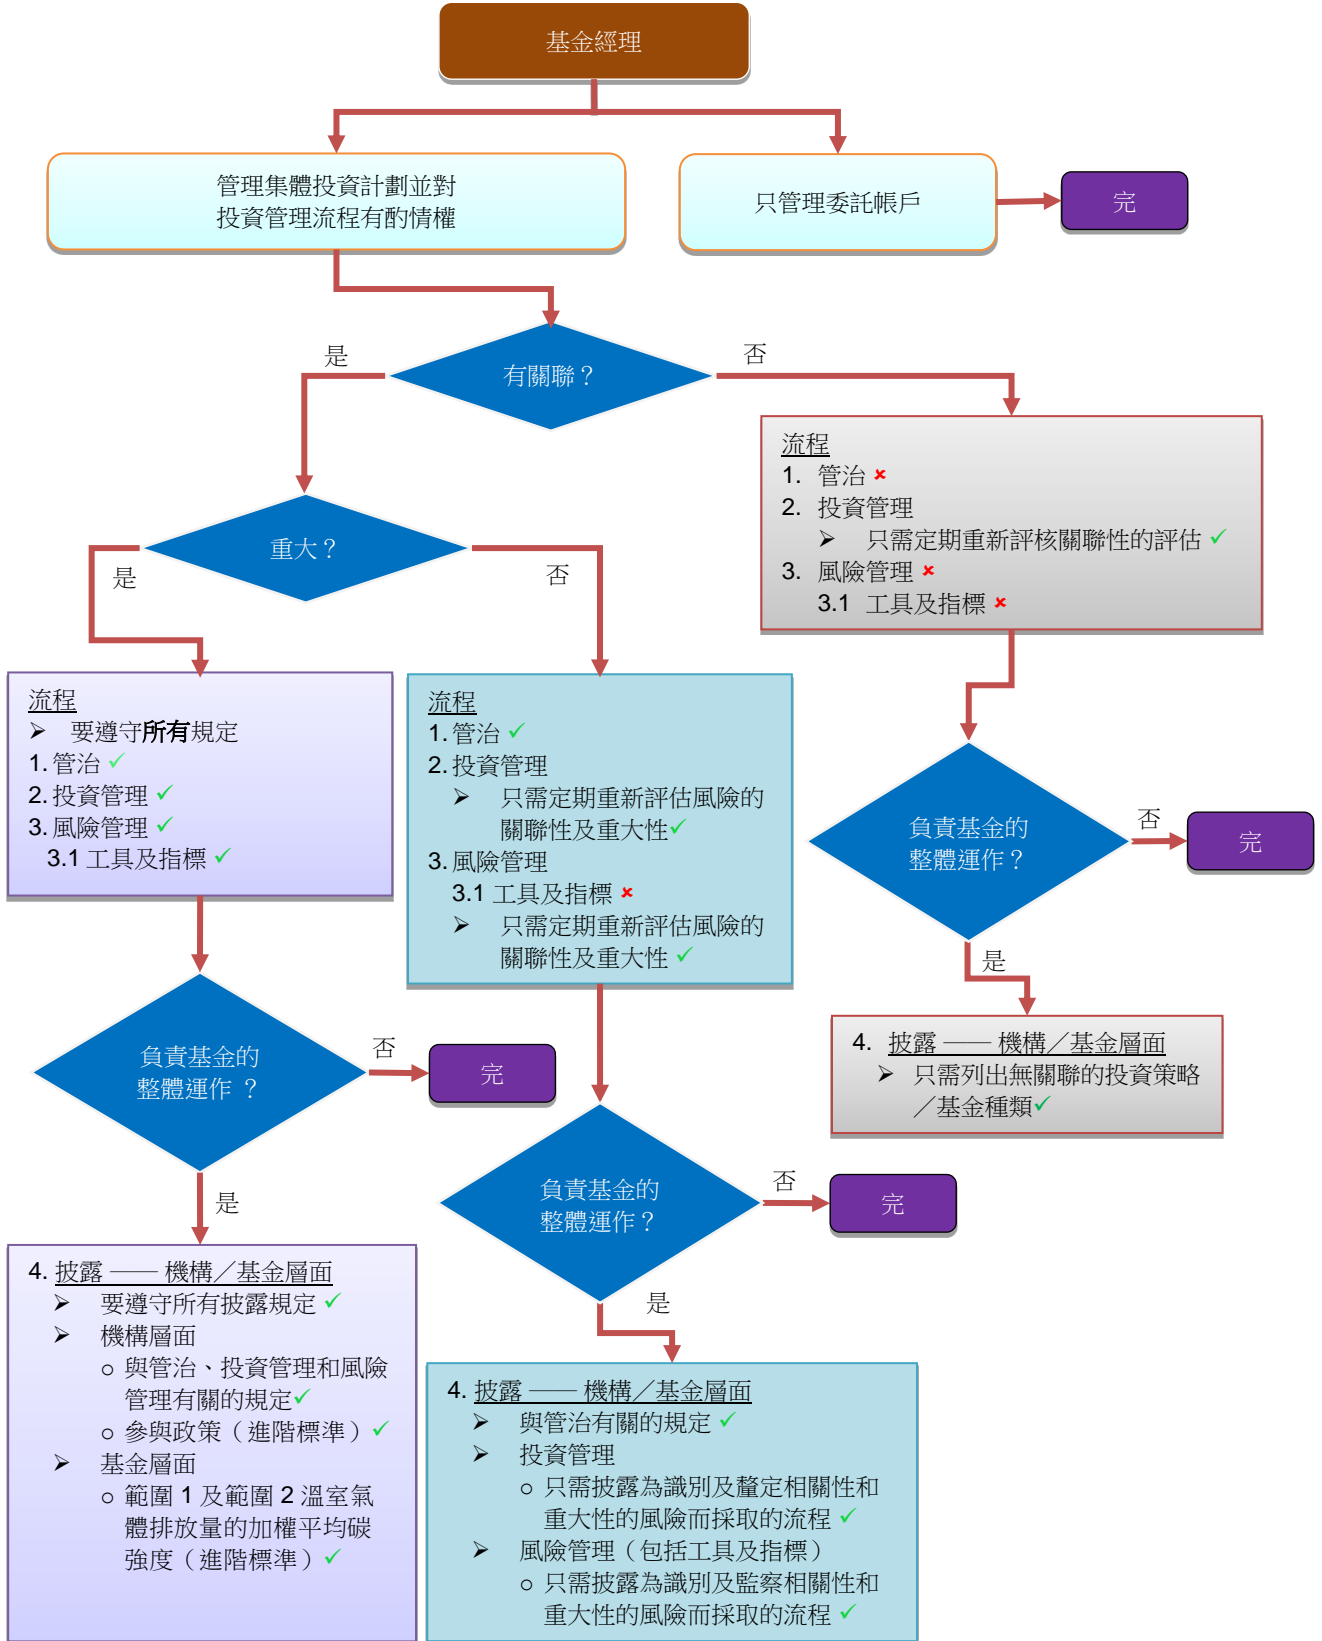 基金經理
管理集體投資計劃並對
投資管理流程有酌情權
只管理委託帳戶
完
有關聯？
是
否
流程
1. 管治 ✘
2. 投資管理
➢ 只需定期重新評核關聯性的評估 ✓
3. 風險管理 ✘
3.1 工具及指標 ✘
重大？
是
否
流程
➢ 要遵守所有規定
1. 管治 ✓
2. 投資管理 ✓
3. 風險管理 ✓
3.1 工具及指標 ✓
流程
1. 管治 ✓
2. 投資管理
➢ 只需定期重新評估風險的
關聯性及重大性 ✓
3. 風險管理
3.1 工具及指標 ✘
➢ 只需定期重新評估風險的
關聯性及重大性 ✓
負責基金的
整體運作？
否
完
是
4. 披露 —— 機構／基金層面
➢ 只需列出無關聯的投資策略
／基金種類 ✓
負責基金的
整體運作 ？
否
完
是
負責基金的
整體運作？
否
完
是
4. 披露 —— 機構／基金層面
➢ 要遵守所有披露規定 ✓
➢ 機構層面
○ 與管治、投資管理和風險
管理有關的規定 ✓
○ 參與政策（進階標準）✓
➢ 基金層面
○ 範圍 1 及範圍 2 溫室氣
體排放量的加權平均碳
強度（進階標準）✓
4. 披露 —— 機構／基金層面
➢ 與管治有關的規定 ✓
➢ 投資管理
○ 只需披露為識別及釐定相關性和
重大性的風險而採取的流程 ✓
➢ 風險管理（包括工具及指標）
○ 只需披露為識別及監察相關性和
重大性的風險而採取的流程 ✓